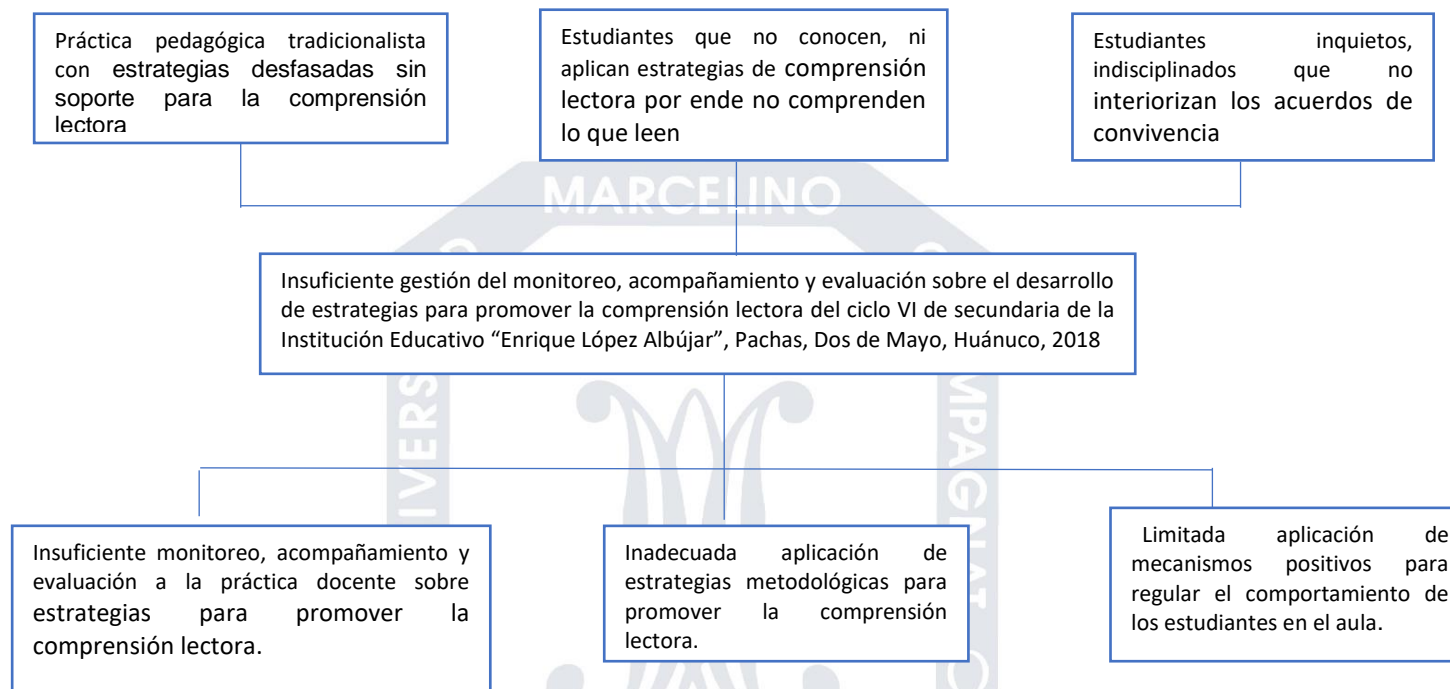 Práctica pedagógica tradicionalista
con estrategias desfasadas sin
soporte para la comprensión
lectora
Estudiantes que no conocen, ni
aplican estrategias de comprensión
lectora por ende no comprenden
lo que leen
Estudiantes inquietos,
indisciplinados que no
interiorizan los acuerdos de
convivencia
MARCELINO
Insuficiente gestión del monitoreo, acompañamiento y evaluación sobre el desarrollo
de estrategias para promover la comprensión lectora del ciclo VI de secundaria de la
Institución Educativo “Enrique López Albújar”, Pachas, Dos de Mayo, Huánuco, 2018
IVERS
MPAGNAT
Insuficiente monitoreo, acompañamiento y
evaluación a la práctica docente sobre
estrategias para promover la
comprensión lectora.
Inadecuada aplicación de
estrategias metodológicas para
promover la comprensión
lectora.
Limitada aplicación de
mecanismos positivos para
regular el comportamiento de
los estudiantes en el aula.